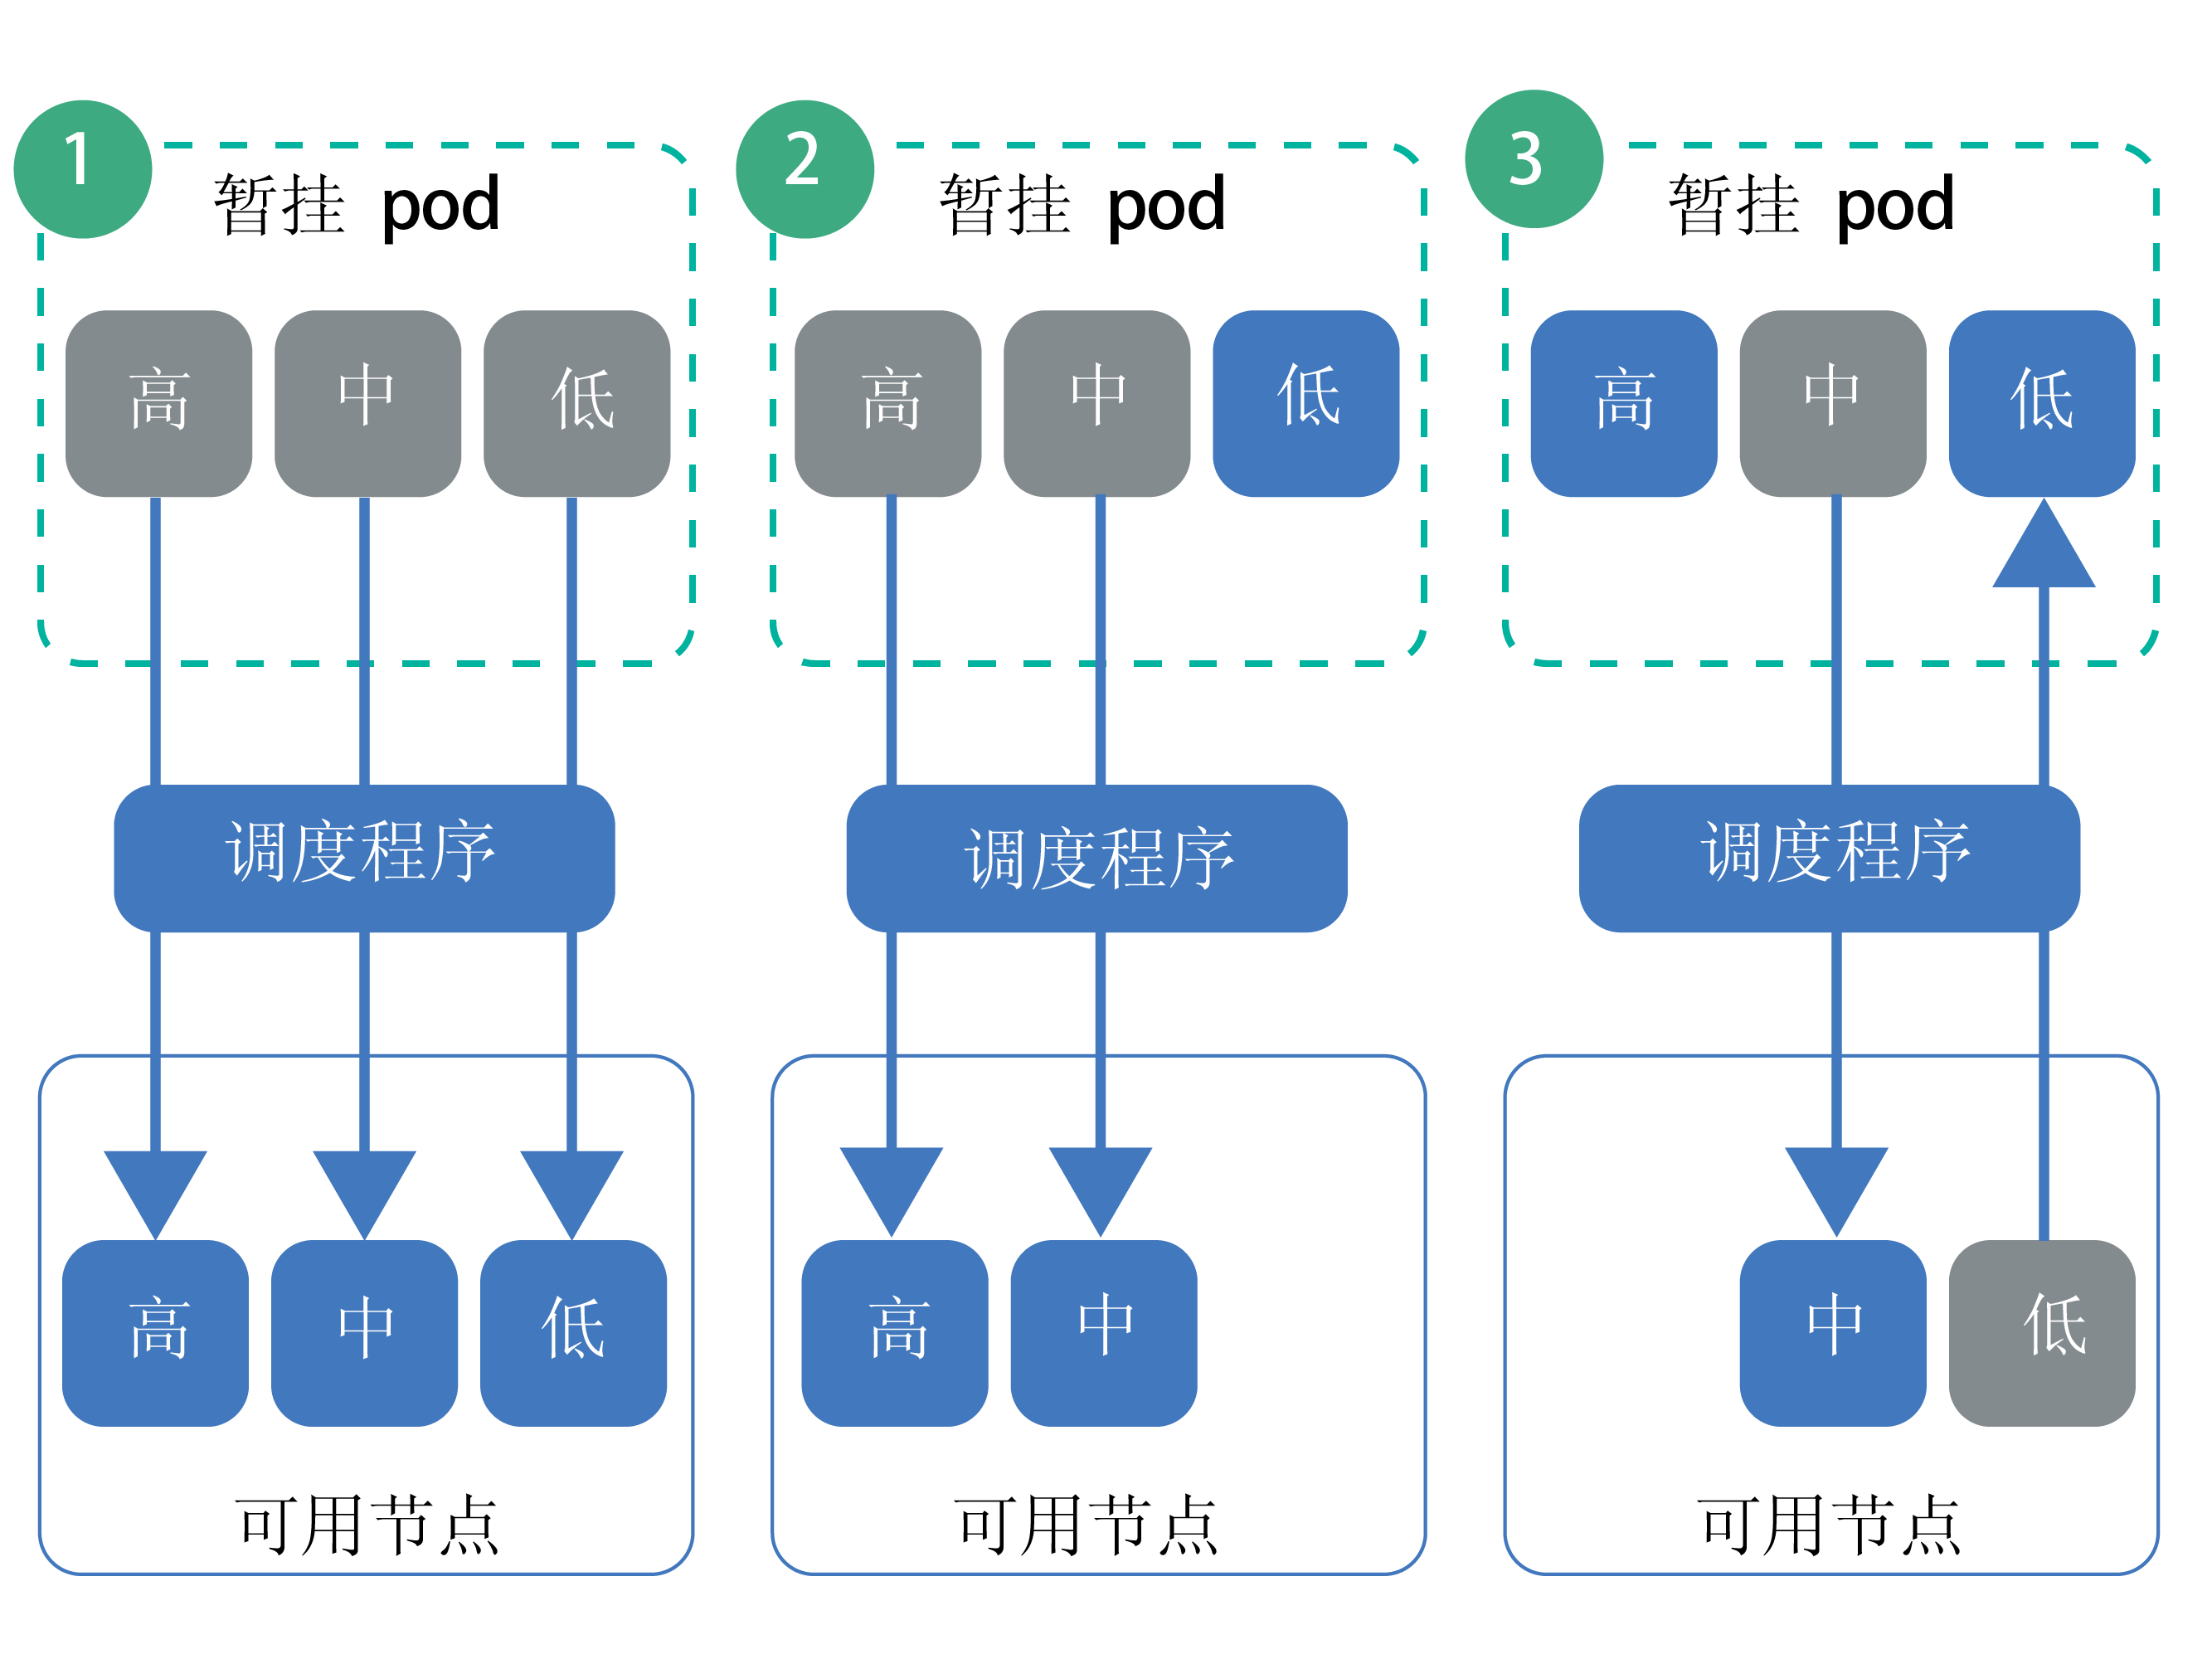 1
暂挂 pod
高 中 低
调度程序
高 中 低
可用节点
2
暂挂 pod
高 中 低
调度程序
高 中
可用节点
3
暂挂 pod
高 中 低
调度程序
中 低
可用节点